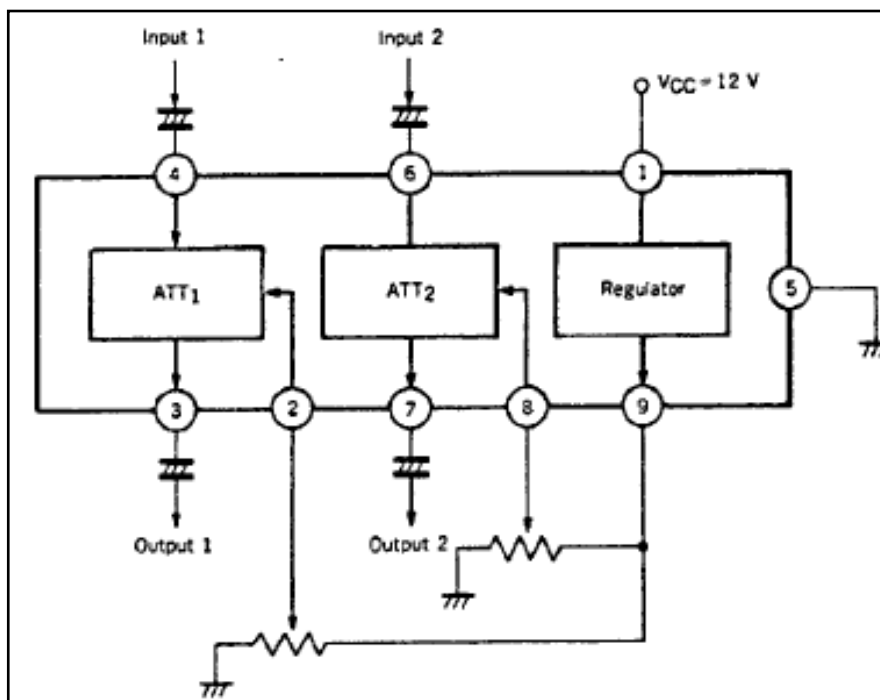 Input 1
Input 2
VCC = 12 V
4
6
1
ATT1
ATT2
Regulator
5
3
2
7
8
9
Output 1
Output 2